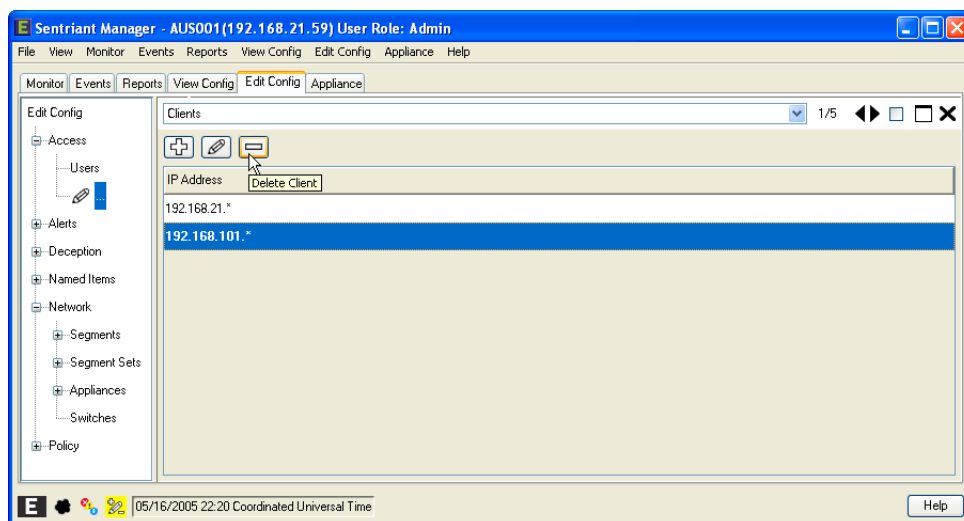 E Sentriant Manager - AUS001(192.168.21.59) User Role: Admin
File View Monitor Events Reports View Config Edit Config Appliance Help
Monitor Events Reports View Config Edit Config Appliance
Edit Config
Access
Users
...
Alerts
Deception
Named Items
Network
Segments
Segment Sets
Appliances
Switches
Policy
Clients 1/5
IP Address
Delete Client
192.168.21.*
192.168.101.*
E 05/16/2005 22:20 Coordinated Universal Time Help